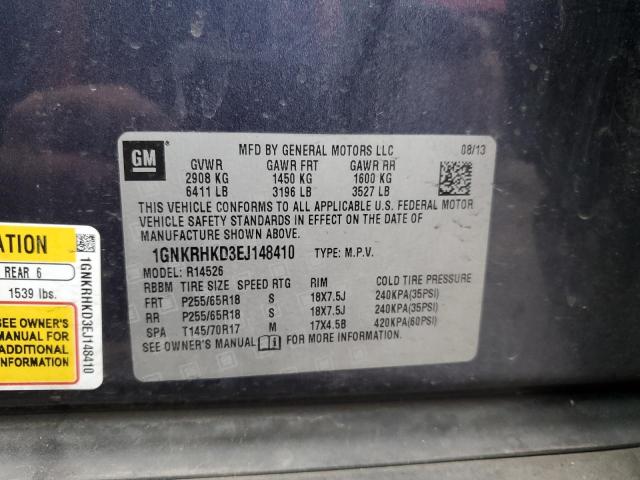 GM
MFD BY GENERAL MOTORS LLC 08/13
GVWR GAWR FRT GAWR RR
2908 KG 1450 KG 1600 KG
6411 LB 3196 LB 3527 LB
THIS VEHICLE CONFORMS TO ALL APPLICABLE U.S. FEDERAL MOTOR
VEHICLE SAFETY STANDARDS IN EFFECT ON THE DATE OF
MANUFACTURE SHOWN ABOVE.
1GNKRHKD3EJ148410 TYPE: M.P.V.
MODEL: R14526
RBBM TIRE SIZE SPEED RTG RIM COLD TIRE PRESSURE
FRT P255/65R18 S 18X7.5J 240KPA(35PSI)
RR P255/65R18 S 18X7.5J 240KPA(35PSI)
SPA T145/70R17 M 17X4.5B 420KPA(60PSI)
SEE OWNER'S MANUAL FOR MORE INFORMATION.
ATION
REAR 6
1539 lbs.
SEE OWNER'S
MANUAL FOR
ADDITIONAL
INFORMATION
1GNKRHKD3EJ148410